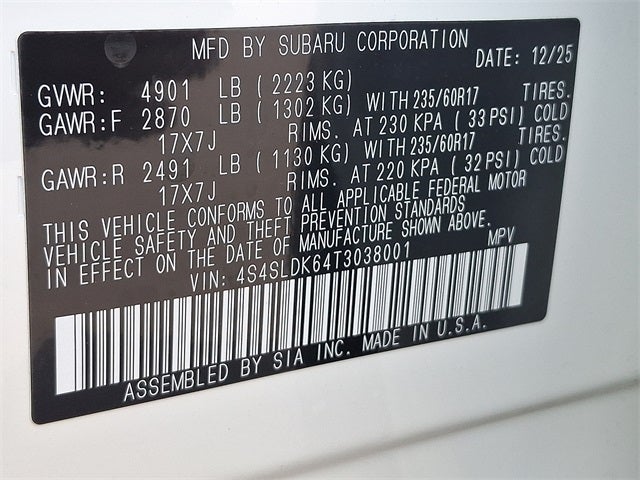 MFD BY SUBARU CORPORATION DATE: 12/25
GVWR: 4901 LB ( 2223 KG)
GAWR:F 2870 LB ( 1302 KG) WITH 235/60R17 TIRES.
17X7J RIMS. AT 230 KPA ( 33 PSI) COLD
GAWR:R 2491 LB ( 1130 KG) WITH 235/60R17 TIRES.
17X7J RIMS. AT 220 KPA ( 32 PSI) COLD
THIS VEHICLE CONFORMS TO ALL APPLICABLE FEDERAL MOTOR
VEHICLE SAFETY AND THEFT PREVENTION STANDARDS
IN EFFECT ON THE DATE OF MANUFACTURE SHOWN ABOVE.
VIN: 4S4SLDK64T3038001 MPV
ASSEMBLED BY SIA INC. MADE IN U.S.A.